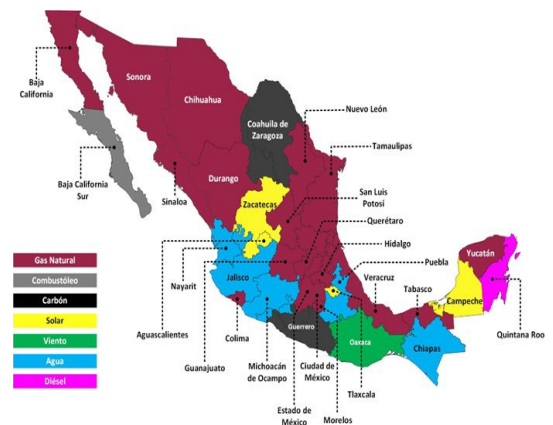 Baja
California
Sonora
Chihuahua
Coahuila de
Zaragoza
Nuevo León
Tamaulipas
Baja California
Sur
Sinaloa
Durango
Zacatecas
San Luis
Potosí
Querétaro
Hidalgo
Puebla
Veracruz
Tabasco
Yucatán
Campeche
Quintana Roo
Gas Natural
Combustóleo
Carbón
Solar
Viento
Agua
Diésel
Nayarit
Jalisco
Aguascalientes
Guanajuato
Colima
Michoacán
de Ocampo
Guerrero
Ciudad de
México
Estado de
México
Morelos
Tlaxcala
Oaxaca
Chiapas